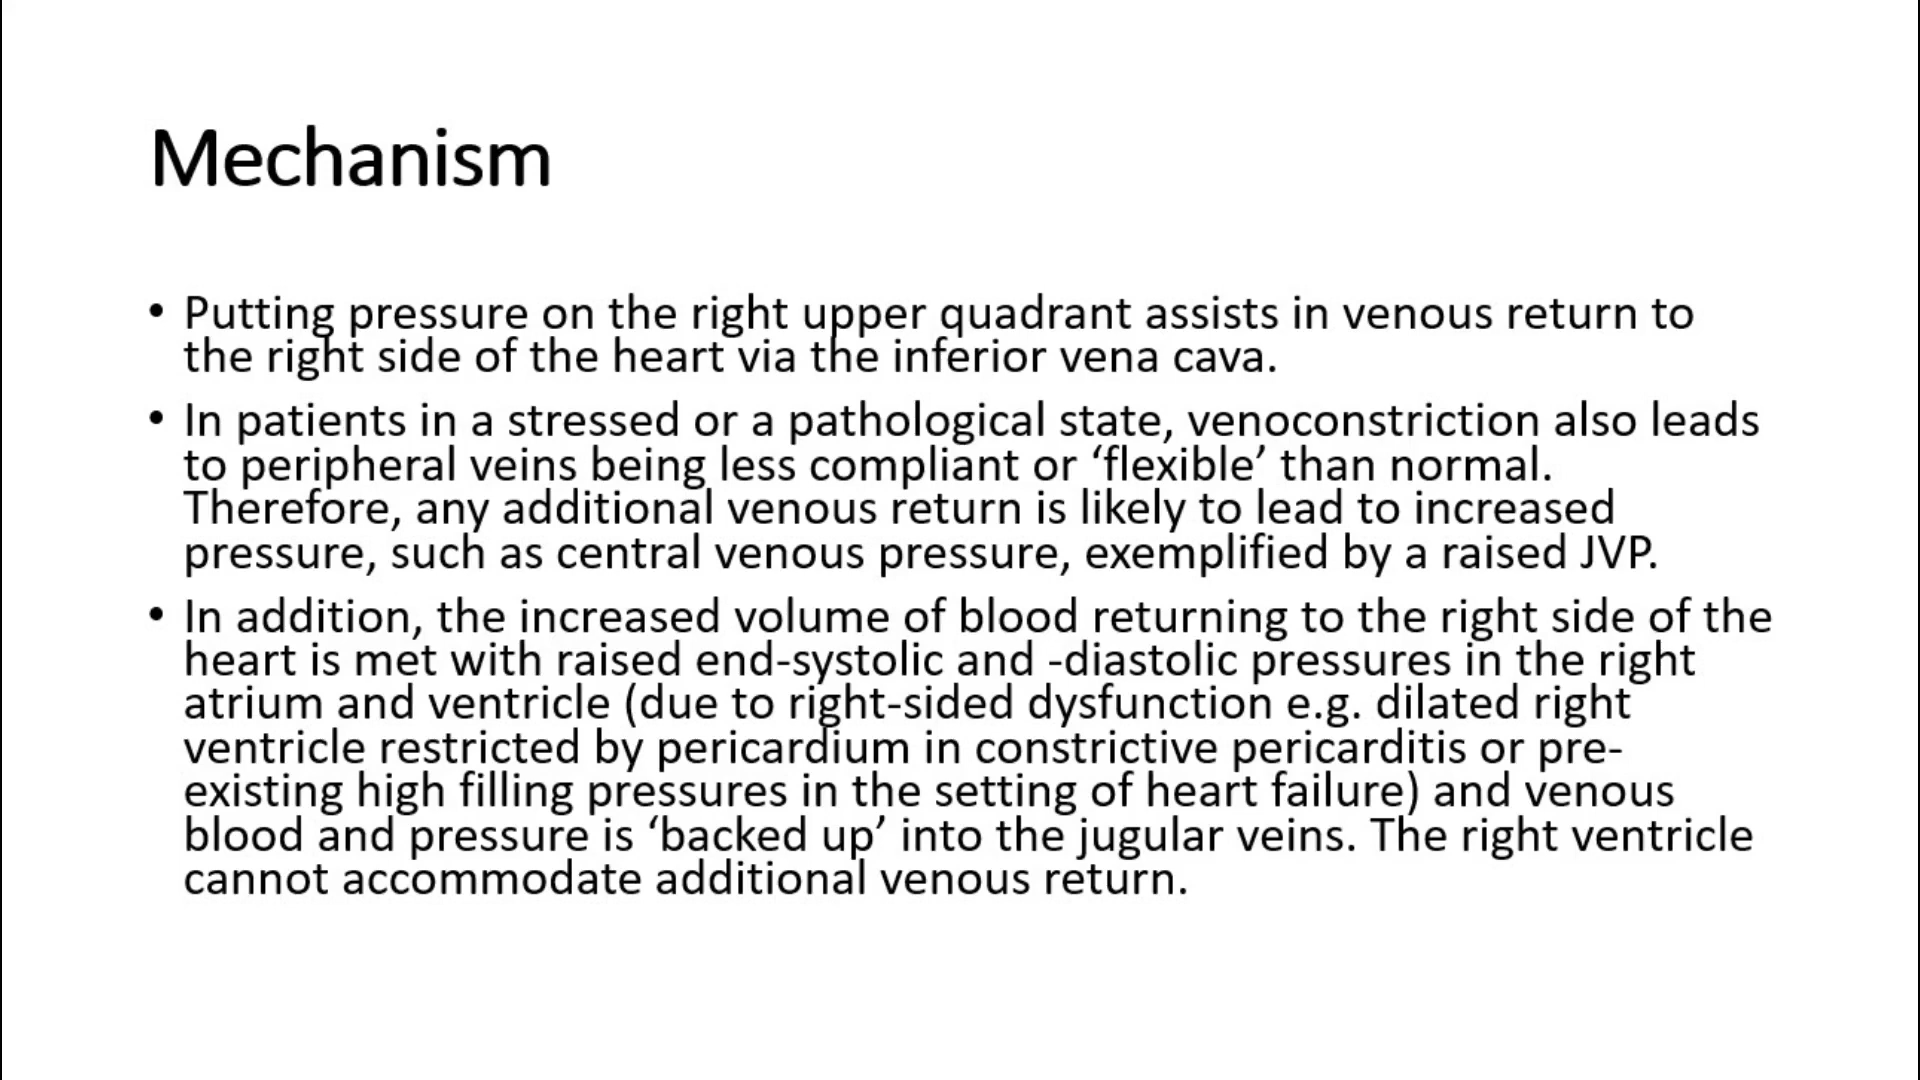 Mechanism
• Putting pressure on the right upper quadrant assists in venous return to
the right side of the heart via the inferior vena cava.
• In patients in a stressed or a pathological state, venoconstriction also leads
to peripheral veins being less compliant or ‘flexible’ than normal.
Therefore, any additional venous return is likely to lead to increased
pressure, such as central venous pressure, exemplified by a raised JVP.
• In addition, the increased volume of blood returning to the right side of the
heart is met with raised end-systolic and -diastolic pressures in the right
atrium and ventricle (due to right-sided dysfunction e.g. dilated right
ventricle restricted by pericardium in constrictive pericarditis or pre-
existing high filling pressures in the setting of heart failure) and venous
blood and pressure is ‘backed up’ into the jugular veins. The right ventricle
cannot accommodate additional venous return.